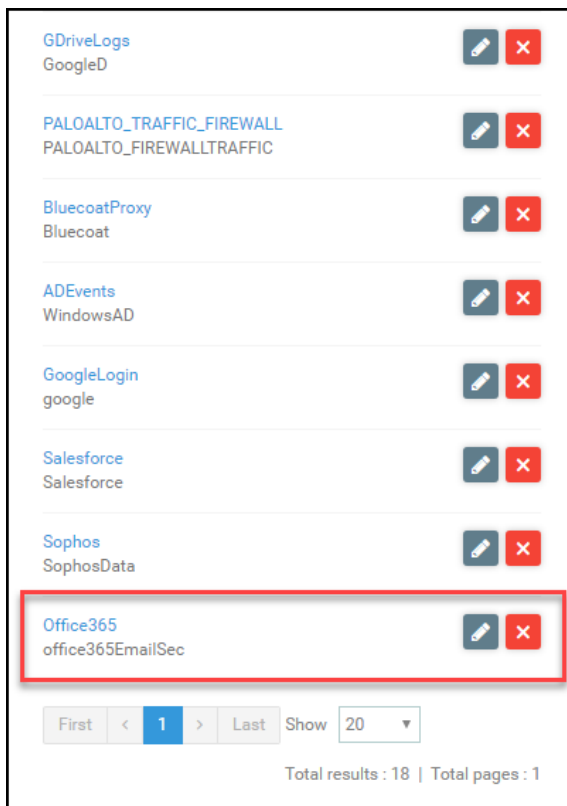 GDriveLogs
GoogleD
PALOALTO_TRAFFIC_FIREWALL
PALOALTO_FIREWALLTRAFFIC
BluecoatProxy
Bluecoat
ADEvents
WindowsAD
GoogleLogin
google
Salesforce
Salesforce
Sophos
SophosData
Office365
office365EmailSec
First < 1 > Last Show 20
Total results : 18 | Total pages : 1